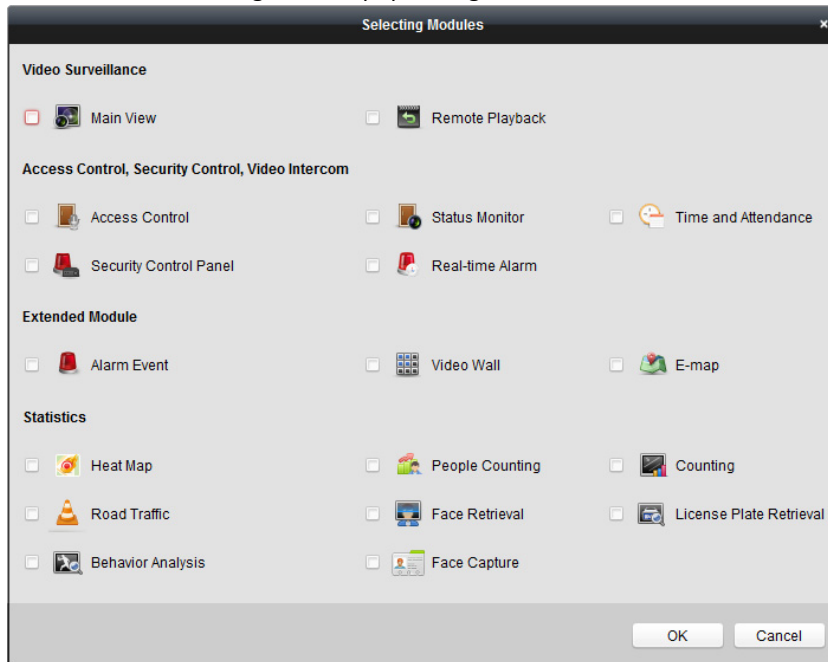 Selecting Modules ×
Video Surveillance
Main View Remote Playback
Access Control, Security Control, Video Intercom
Access Control Status Monitor Time and Attendance
Security Control Panel Real-time Alarm
Extended Module
Alarm Event Video Wall E-map
Statistics
Heat Map People Counting Counting
Road Traffic Face Retrieval License Plate Retrieval
Behavior Analysis Face Capture
OK Cancel